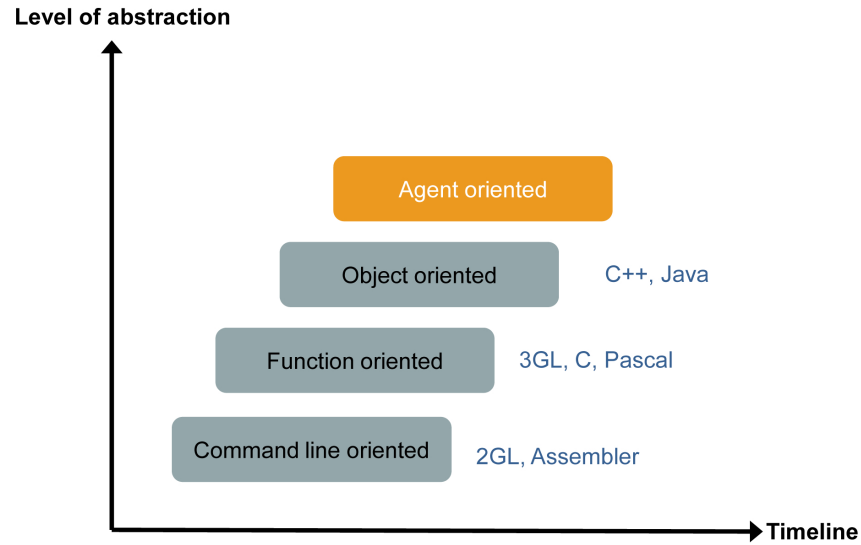 Level of abstraction
Agent oriented
Object oriented
C++, Java
Function oriented
3GL, C, Pascal
Command line oriented
2GL, Assembler
Timeline